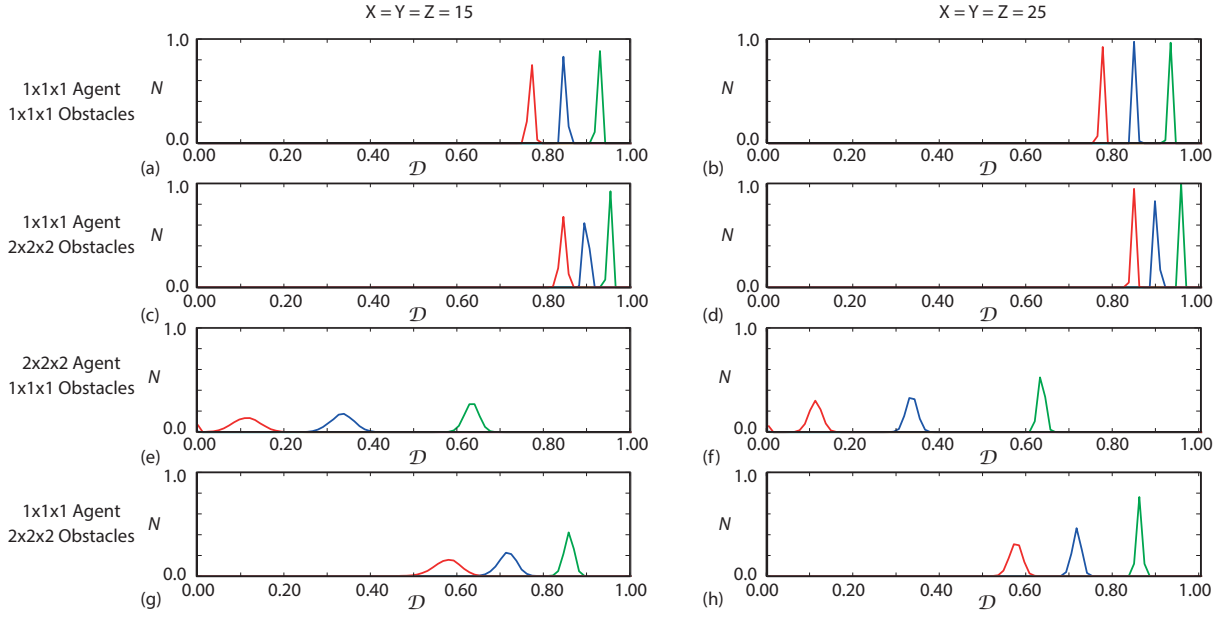 X = Y = Z = 15
X = Y = Z = 25
1x1x1 Agent
1x1x1 Obstacles
N
1.0
0.0
0.00 0.20 0.40 0.60 0.80 1.00
(a)
𝒟
N
1.0
0.0
0.00 0.20 0.40 0.60 0.80 1.00
(b)
𝒟
1x1x1 Agent
2x2x2 Obstacles
N
1.0
0.0
0.00 0.20 0.40 0.60 0.80 1.00
(c)
𝒟
N
1.0
0.0
0.00 0.20 0.40 0.60 0.80 1.00
(d)
𝒟
2x2x2 Agent
1x1x1 Obstacles
N
1.0
0.0
0.00 0.20 0.40 0.60 0.80 1.00
(e)
𝒟
N
1.0
0.0
0.00 0.20 0.40 0.60 0.80 1.00
(f)
𝒟
1x1x1 Agent
2x2x2 Obstacles
N
1.0
0.0
0.00 0.20 0.40 0.60 0.80 1.00
(g)
𝒟
N
1.0
0.0
0.00 0.20 0.40 0.60 0.80 1.00
(h)
𝒟